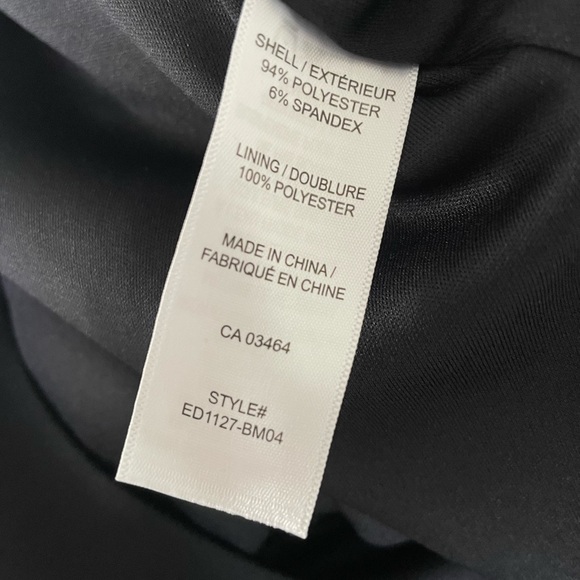 SHELL / EXTÉRIEUR
94% POLYESTER
6% SPANDEX
LINING / DOUBLURE
100% POLYESTER
MADE IN CHINA /
FABRIQUÉ EN CHINE
CA 03464
STYLE#
ED1127-BM04